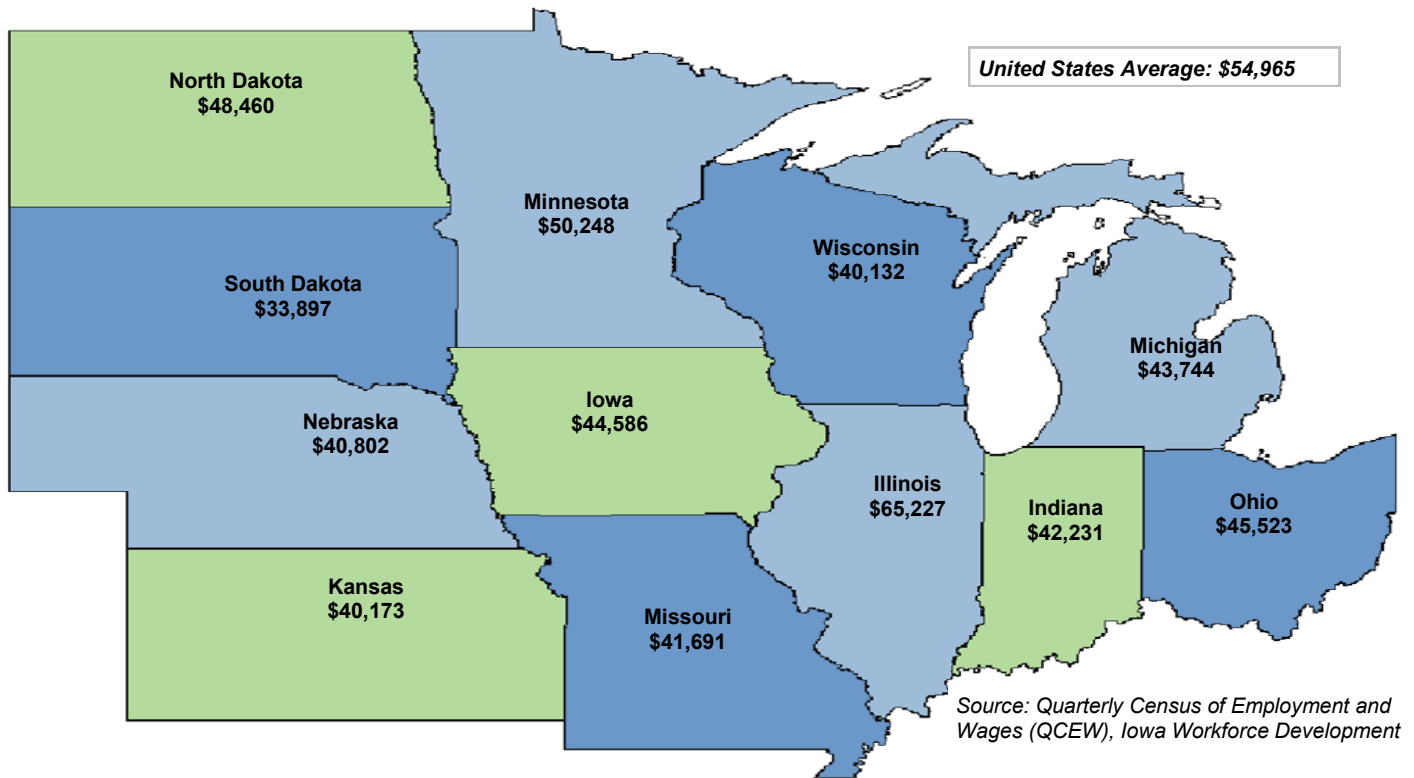 United States Average: $54,965
North Dakota
$48,460
Minnesota
$50,248
Wisconsin
$40,132
South Dakota
$33,897
Michigan
$43,744
Iowa
$44,586
Nebraska
$40,802
Illinois
$65,227
Indiana
$42,231
Ohio
$45,523
Kansas
$40,173
Missouri
$41,691
Source: Quarterly Census of Employment and
Wages (QCEW), Iowa Workforce Development